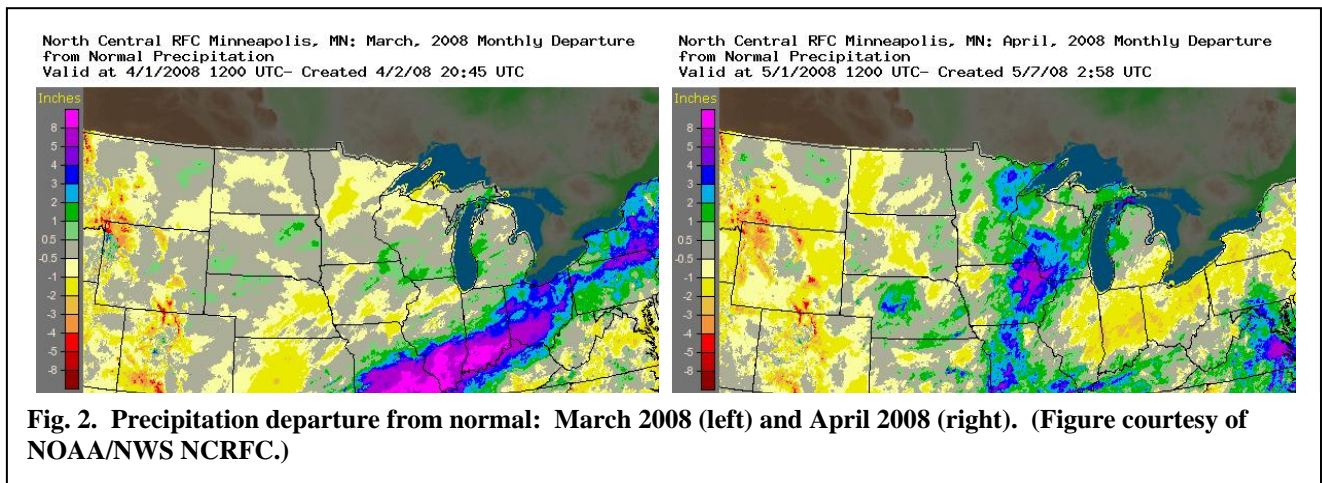 North Central RFC Minneapolis, MN: March, 2008 Monthly Departure
from Normal Precipitation
Valid at 4/1/2008 1200 UTC– Created 4/2/08 20:45 UTC
Inches
8
5
4
3
2
1
0.5
-0.5
-1
-2
-3
-4
-5
-8
North Central RFC Minneapolis, MN: April, 2008 Monthly Departure
from Normal Precipitation
Valid at 5/1/2008 1200 UTC– Created 5/7/08 2:58 UTC
Inches
8
5
4
3
2
1
0.5
-0.5
-1
-2
-3
-4
-5
-8
Fig. 2. Precipitation departure from normal: March 2008 (left) and April 2008 (right). (Figure courtesy of
NOAA/NWS NCRFC.)